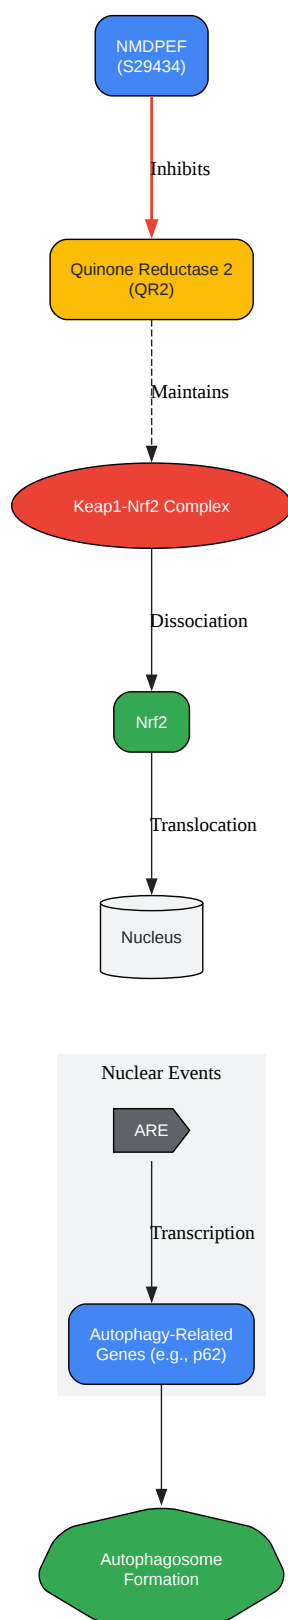 NMDPEF
(S29434)
Inhibits
Quinone Reductase 2
(QR2)
Maintains
Keap1-Nrf2 Complex
Dissociation
Nrf2
Translocation
Nucleus
Nuclear Events
ARE
Transcription
Autophagy-Related
Genes (e.g., p62)
Autophagosome
Formation